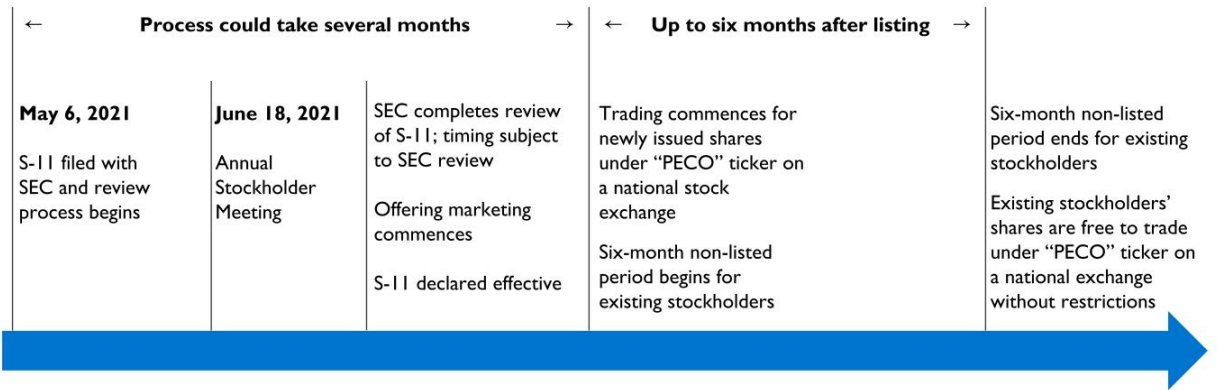 ← Process could take several months →
← Up to six months after listing →
May 6, 2021
S-11 filed with
SEC and review
process begins
June 18, 2021
Annual
Stockholder
Meeting
SEC completes review
of S-11; timing subject
to SEC review
Offering marketing
commences
S-11 declared effective
Trading commences for
newly issued shares
under “PECO” ticker on
a national stock
exchange
Six-month non-listed
period begins for
existing stockholders
Six-month non-listed
period ends for existing
stockholders
Existing stockholders’
shares are free to trade
under “PECO” ticker on
a national exchange
without restrictions